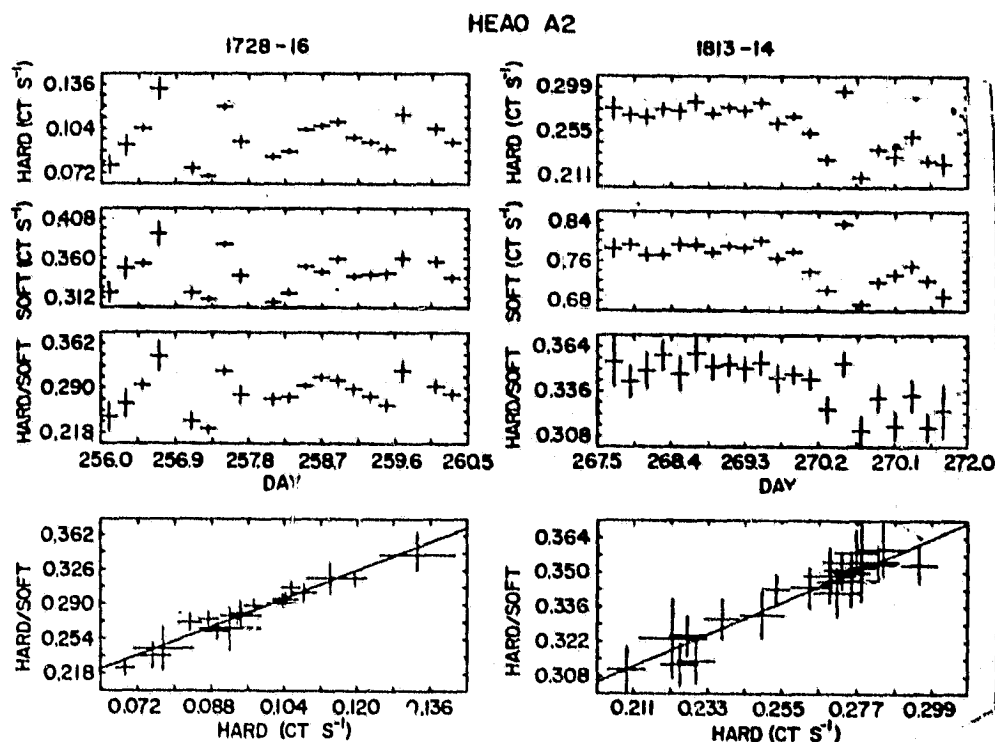 HEAO A2
1728-16
1813-14
HARD (CT S⁻¹)
0.136
0.104
0.072
HARD (CT S⁻¹)
0.299
0.255
0.211
SOFT (CT S⁻¹)
0.408
0.360
0.312
SOFT (CT S⁻¹)
0.84
0.76
0.68
HARD/SOFT
0.362
0.290
0.218
HARD/SOFT
0.364
0.336
0.308
256.0 256.9 257.8 258.7 259.6 260.5
DAY
267.5 268.4 269.3 270.2 270.1 272.0
DAY
HARD/SOFT
0.362
0.326
0.290
0.254
0.218
0.072 0.088 0.104 0.120 0.136
HARD (CT S⁻¹)
HARD/SOFT
0.364
0.350
0.336
0.322
0.308
0.211 0.233 0.255 0.277 0.299
HARD (CT S⁻¹)